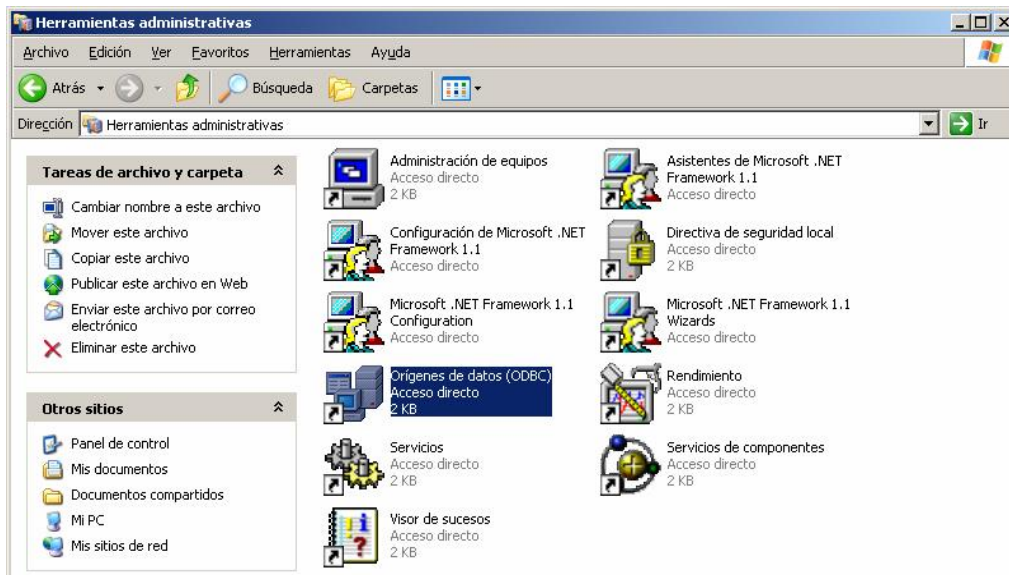 Herramientas administrativas
Archivo Edición Ver Favoritos Herramientas Ayuda
Atrás Búsqueda Carpetas
Dirección Herramientas administrativas Ir
Tareas de archivo y carpeta
Cambiar nombre a este archivo
Mover este archivo
Copiar este archivo
Publicar este archivo en Web
Enviar este archivo por correo
electrónico
Eliminar este archivo
Otros sitios
Panel de control
Mis documentos
Documentos compartidos
Mi PC
Mis sitios de red
Administración de equipos
Acceso directo
2 KB
Asistentes de Microsoft .NET
Framework 1.1
Acceso directo
Configuración de Microsoft .NET
Framework 1.1
Acceso directo
Directiva de seguridad local
Acceso directo
2 KB
Microsoft .NET Framework 1.1
Configuration
Acceso directo
Microsoft .NET Framework 1.1
Wizards
Acceso directo
Orígenes de datos (ODBC)
Acceso directo
2 KB
Rendimiento
Acceso directo
2 KB
Servicios
Acceso directo
2 KB
Servicios de componentes
Acceso directo
2 KB
Visor de sucesos
Acceso directo
2 KB